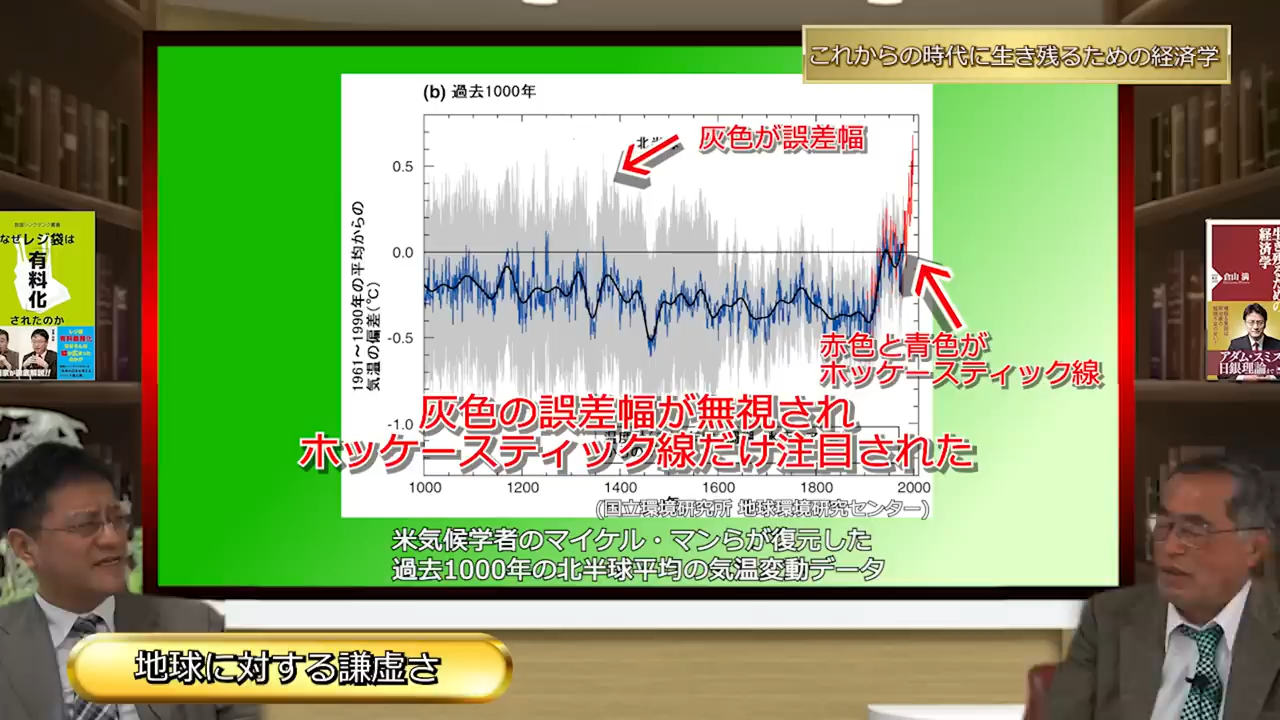 これからの時代に生き残るための経済学
(b) 過去1000年
灰色が誤差幅
0.5
0.0
-0.5
-1.0
1961～1990年の平均からの
気温の偏差(℃)
赤色と青色が
ホッケースティック線
灰色の誤差幅が無視され
ホッケースティック線だけ注目された
1000 1200 1400 1600 1800 2000
(国立環境研究所 地球環境研究センター)
米気候学者のマイケル・マンらが復元した
過去1000年の北半球平均の気温変動データ
なぜレジ袋は
有料化
されたのか
経済学
倉山 満
アダム・スミ
日銀理論まで
地球に対する謙虚さ